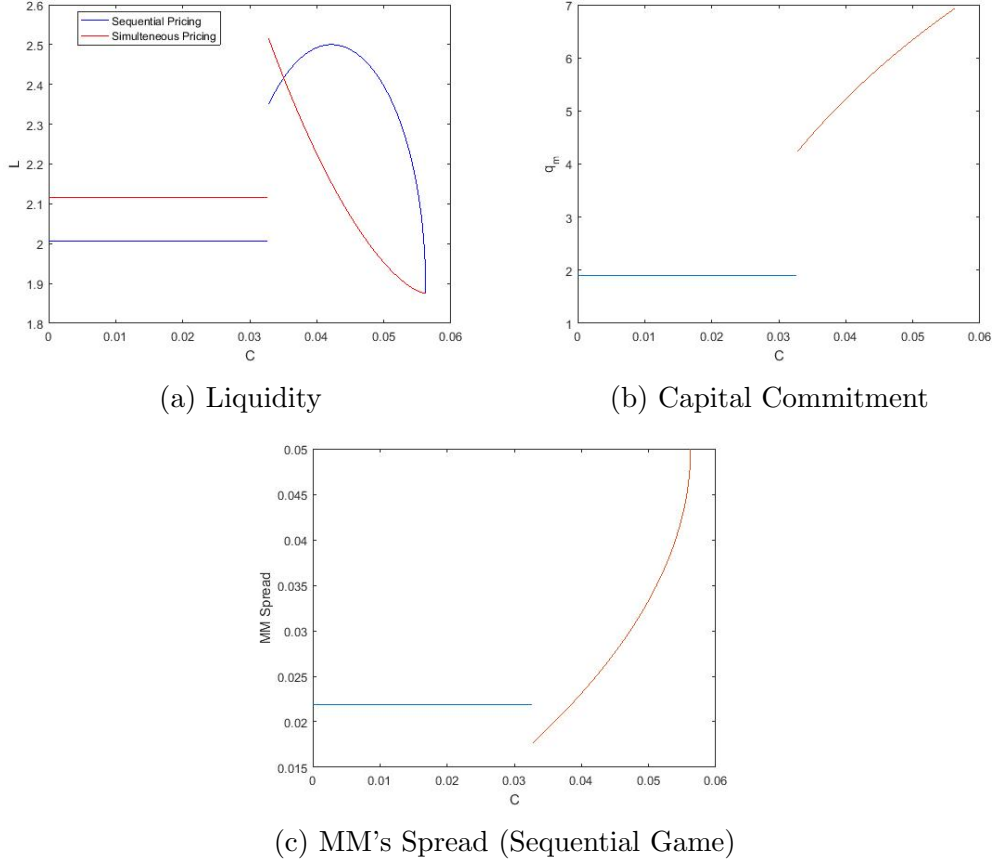 2.6
2.5
2.4
2.3
2.2
2.1
2
1.9
1.8
L
Sequential Pricing
Simulteneous Pricing
0 0.01 0.02 0.03 0.04 0.05 0.06
C
(a) Liquidity
7
6
5
4
3
2
1
q_m
0 0.01 0.02 0.03 0.04 0.05 0.06
C
(b) Capital Commitment
0.05
0.045
0.04
0.035
0.03
0.025
0.02
0.015
MM Spread
0 0.01 0.02 0.03 0.04 0.05 0.06
C
(c) MM's Spread (Sequential Game)